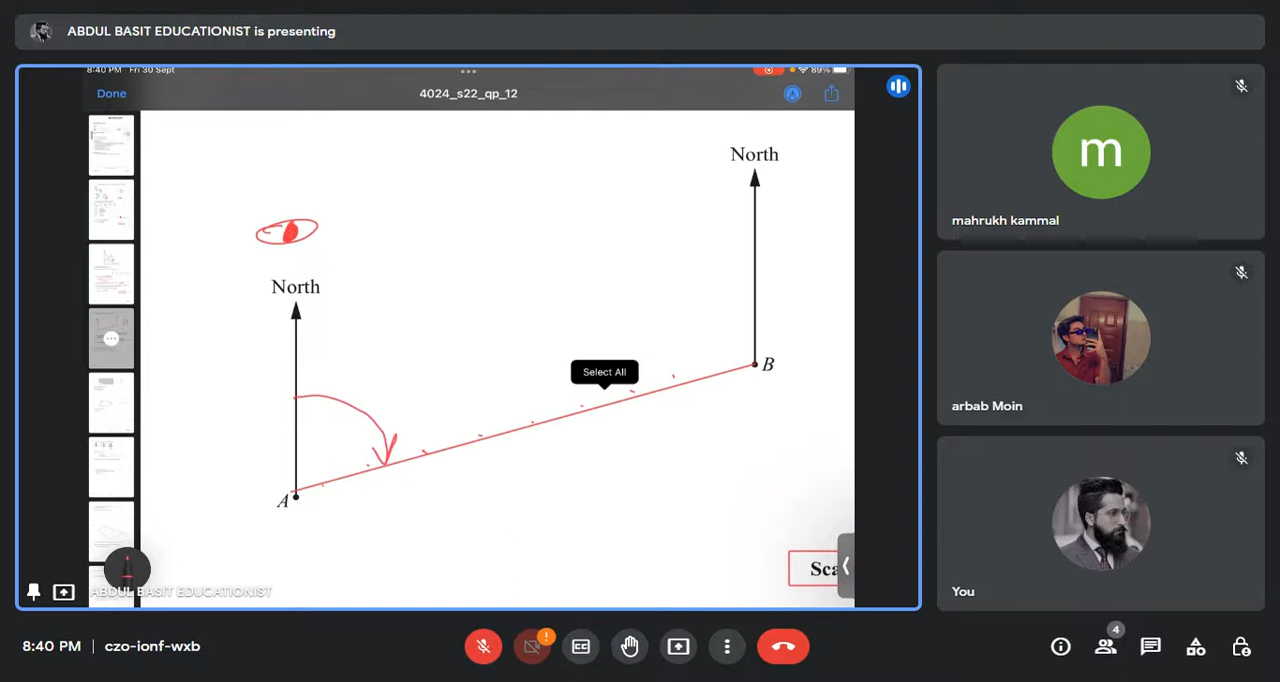 ABDUL BASIT EDUCATIONIST is presenting
8:40 PM Fri 30 Sept
89%
Done
4024_s22_qp_12
North
North
Select All
B
A
Sca
ABDUL BASIT EDUCATIONIST
m
mahrukh kammal
arbab Moin
You
8:40 PM | czo-ionf-wxb
CC
4